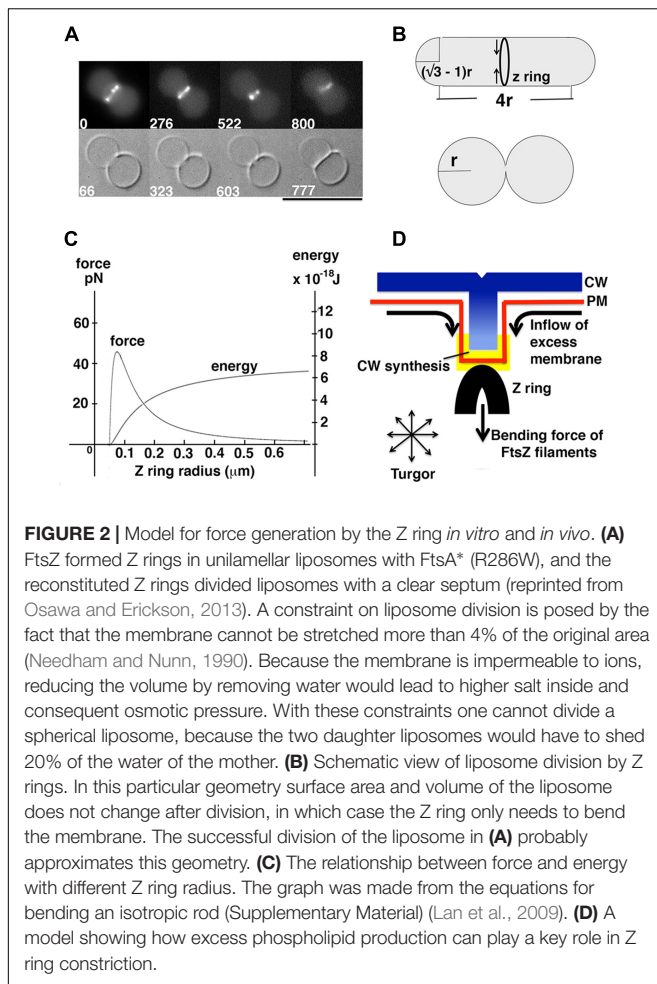 A
0 276 522 800
66 323 603 777
B
(√3 - 1)r
z ring
4r
r
C
force
pN
energy
x 10⁻¹⁸J
60
40
20
0
12
10
8
6
4
2
force
energy
0.1 0.2 0.3 0.4 0.5 0.6
Z ring radius (μm)
D
CW
PM
Inflow of
excess
membrane
CW synthesis
Z ring
Bending force of
FtsZ filaments
Turgor
FIGURE 2 | Model for force generation by the Z ring in vitro and in vivo. (A)
FtsZ formed Z rings in unilamellar liposomes with FtsA* (R286W), and the
reconstituted Z rings divided liposomes with a clear septum (reprinted from
Osawa and Erickson, 2013). A constraint on liposome division is posed by the
fact that the membrane cannot be stretched more than 4% of the original area
(Needham and Nunn, 1990). Because the membrane is impermeable to ions,
reducing the volume by removing water would lead to higher salt inside and
consequent osmotic pressure. With these constraints one cannot divide a
spherical liposome, because the two daughter liposomes would have to shed
20% of the water of the mother. (B) Schematic view of liposome division by Z
rings. In this particular geometry surface area and volume of the liposome
does not change after division, in which case the Z ring only needs to bend
the membrane. The successful division of the liposome in (A) probably
approximates this geometry. (C) The relationship between force and energy
with different Z ring radius. The graph was made from the equations for
bending an isotropic rod (Supplementary Material) (Lan et al., 2009). (D) A
model showing how excess phospholipid production can play a key role in Z
ring constriction.